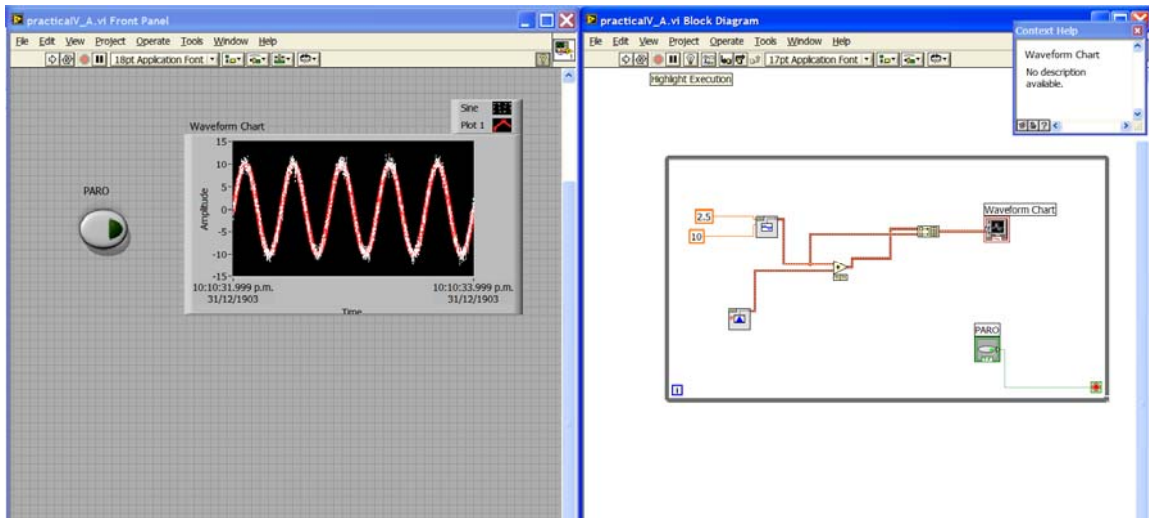 practicalV_A.vi Front Panel
File Edit View Project Operate Tools Window Help
18pt Application Font
Sine
Plot 1
Waveform Chart
15
10
5
0
-5
-10
-15
Amplitude
10:10:31.999 p.m.
31/12/1903
10:10:33.999 p.m.
31/12/1903
Time
PARO
practicalV_A.vi Block Diagram
File Edit View Project Operate Tools Window Help
17pt Application Font
Highlight Execution
Context Help
Waveform Chart
No description
available.
2.5
10
Waveform Chart
PARO
i